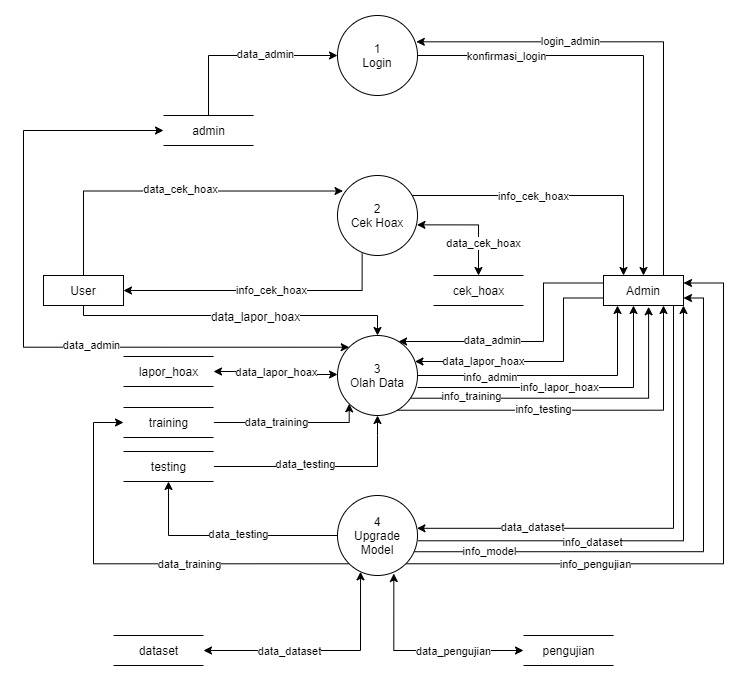 login_admin
1
Login
data_admin
konfirmasi_login
admin
data_cek_hoax
info_cek_hoax
2
Cek Hoax
data_cek_hoax
User
info_cek_hoax
cek_hoax
Admin
data_lapor_hoax
data_admin
data_admin
data_lapor_hoax
3
Olah Data
lapor_hoax
data_lapor_hoax
info_admin
info_lapor_hoax
info_training
info_testing
training
data_training
testing
data_testing
4
Upgrade
Model
data_dataset
data_testing
info_dataset
info_model
data_training
info_pengujian
dataset
data_dataset
data_pengujian
pengujian